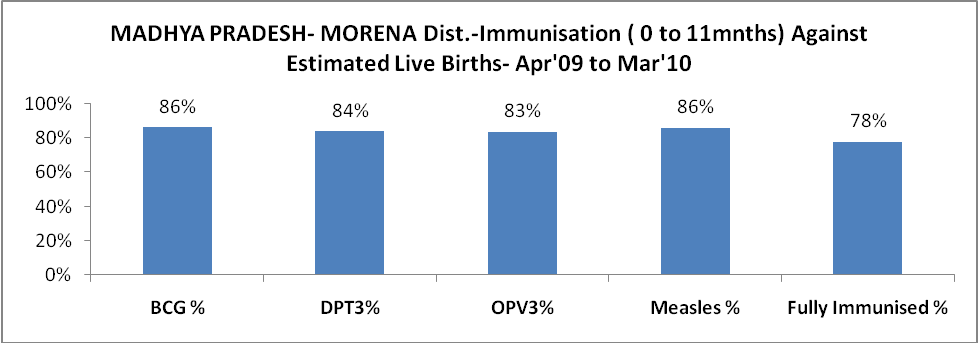 MADHYA PRADESH- MORENA Dist.-Immunisation ( 0 to 11mnths) Against
Estimated Live Births- Apr'09 to Mar'10
86%
84%
83%
86%
78%
100%
80%
60%
40%
20%
0%
BCG %
DPT3%
OPV3%
Measles %
Fully Immunised %